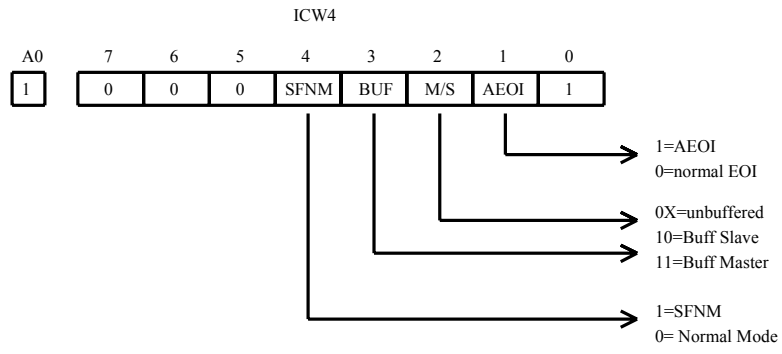 ICW4
A0 7 6 5 4 3 2 1 0
1 0 0 0 SFNM BUF M/S AEOI 1
1=AEOI
0=normal EOI
0X=unbuffered
10=Buff Slave
11=Buff Master
1=SFNM
0= Normal Mode